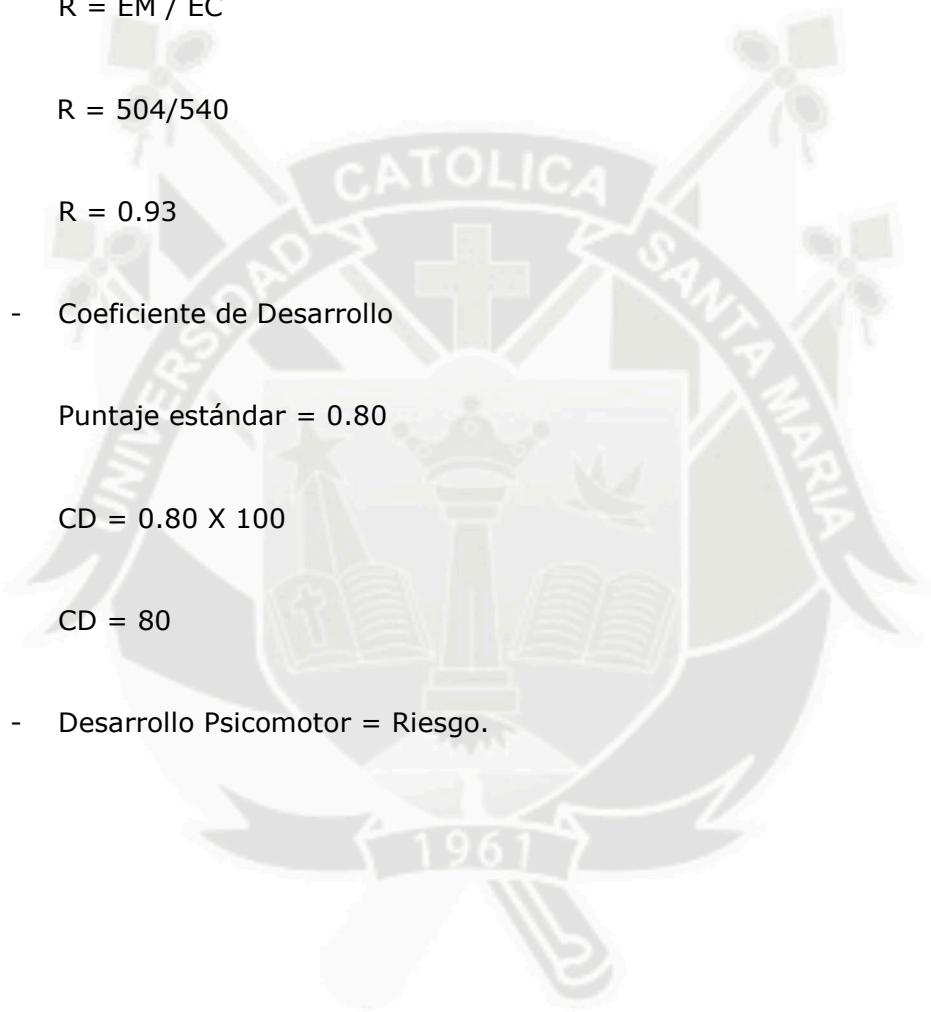 R = EM / EC
R = 504/540
R = 0.93
- Coeficiente de Desarrollo
Puntaje estándar = 0.80
CD = 0.80 X 100
CD = 80
- Desarrollo Psicomotor = Riesgo.
UNIVERSIDAD CATOLICA SANTA MARIA
1961